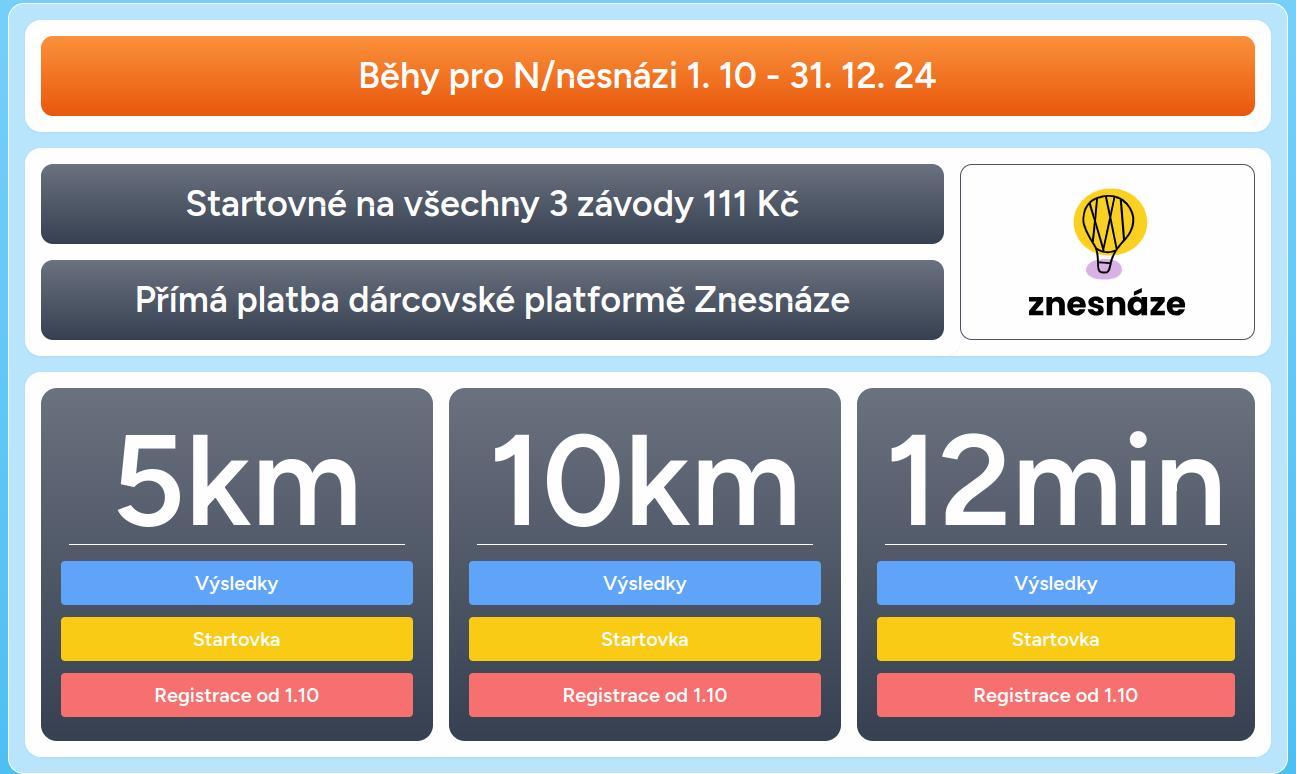 Běhy pro N/nesnázi 1. 10 - 31. 12. 24
Startovné na všechny 3 závody 111 Kč
Přímá platba dárcovské platformě Znesnáze
znesnáze
5km
Výsledky
Startovka
Registrace od 1.10
10km
Výsledky
Startovka
Registrace od 1.10
12min
Výsledky
Startovka
Registrace od 1.10